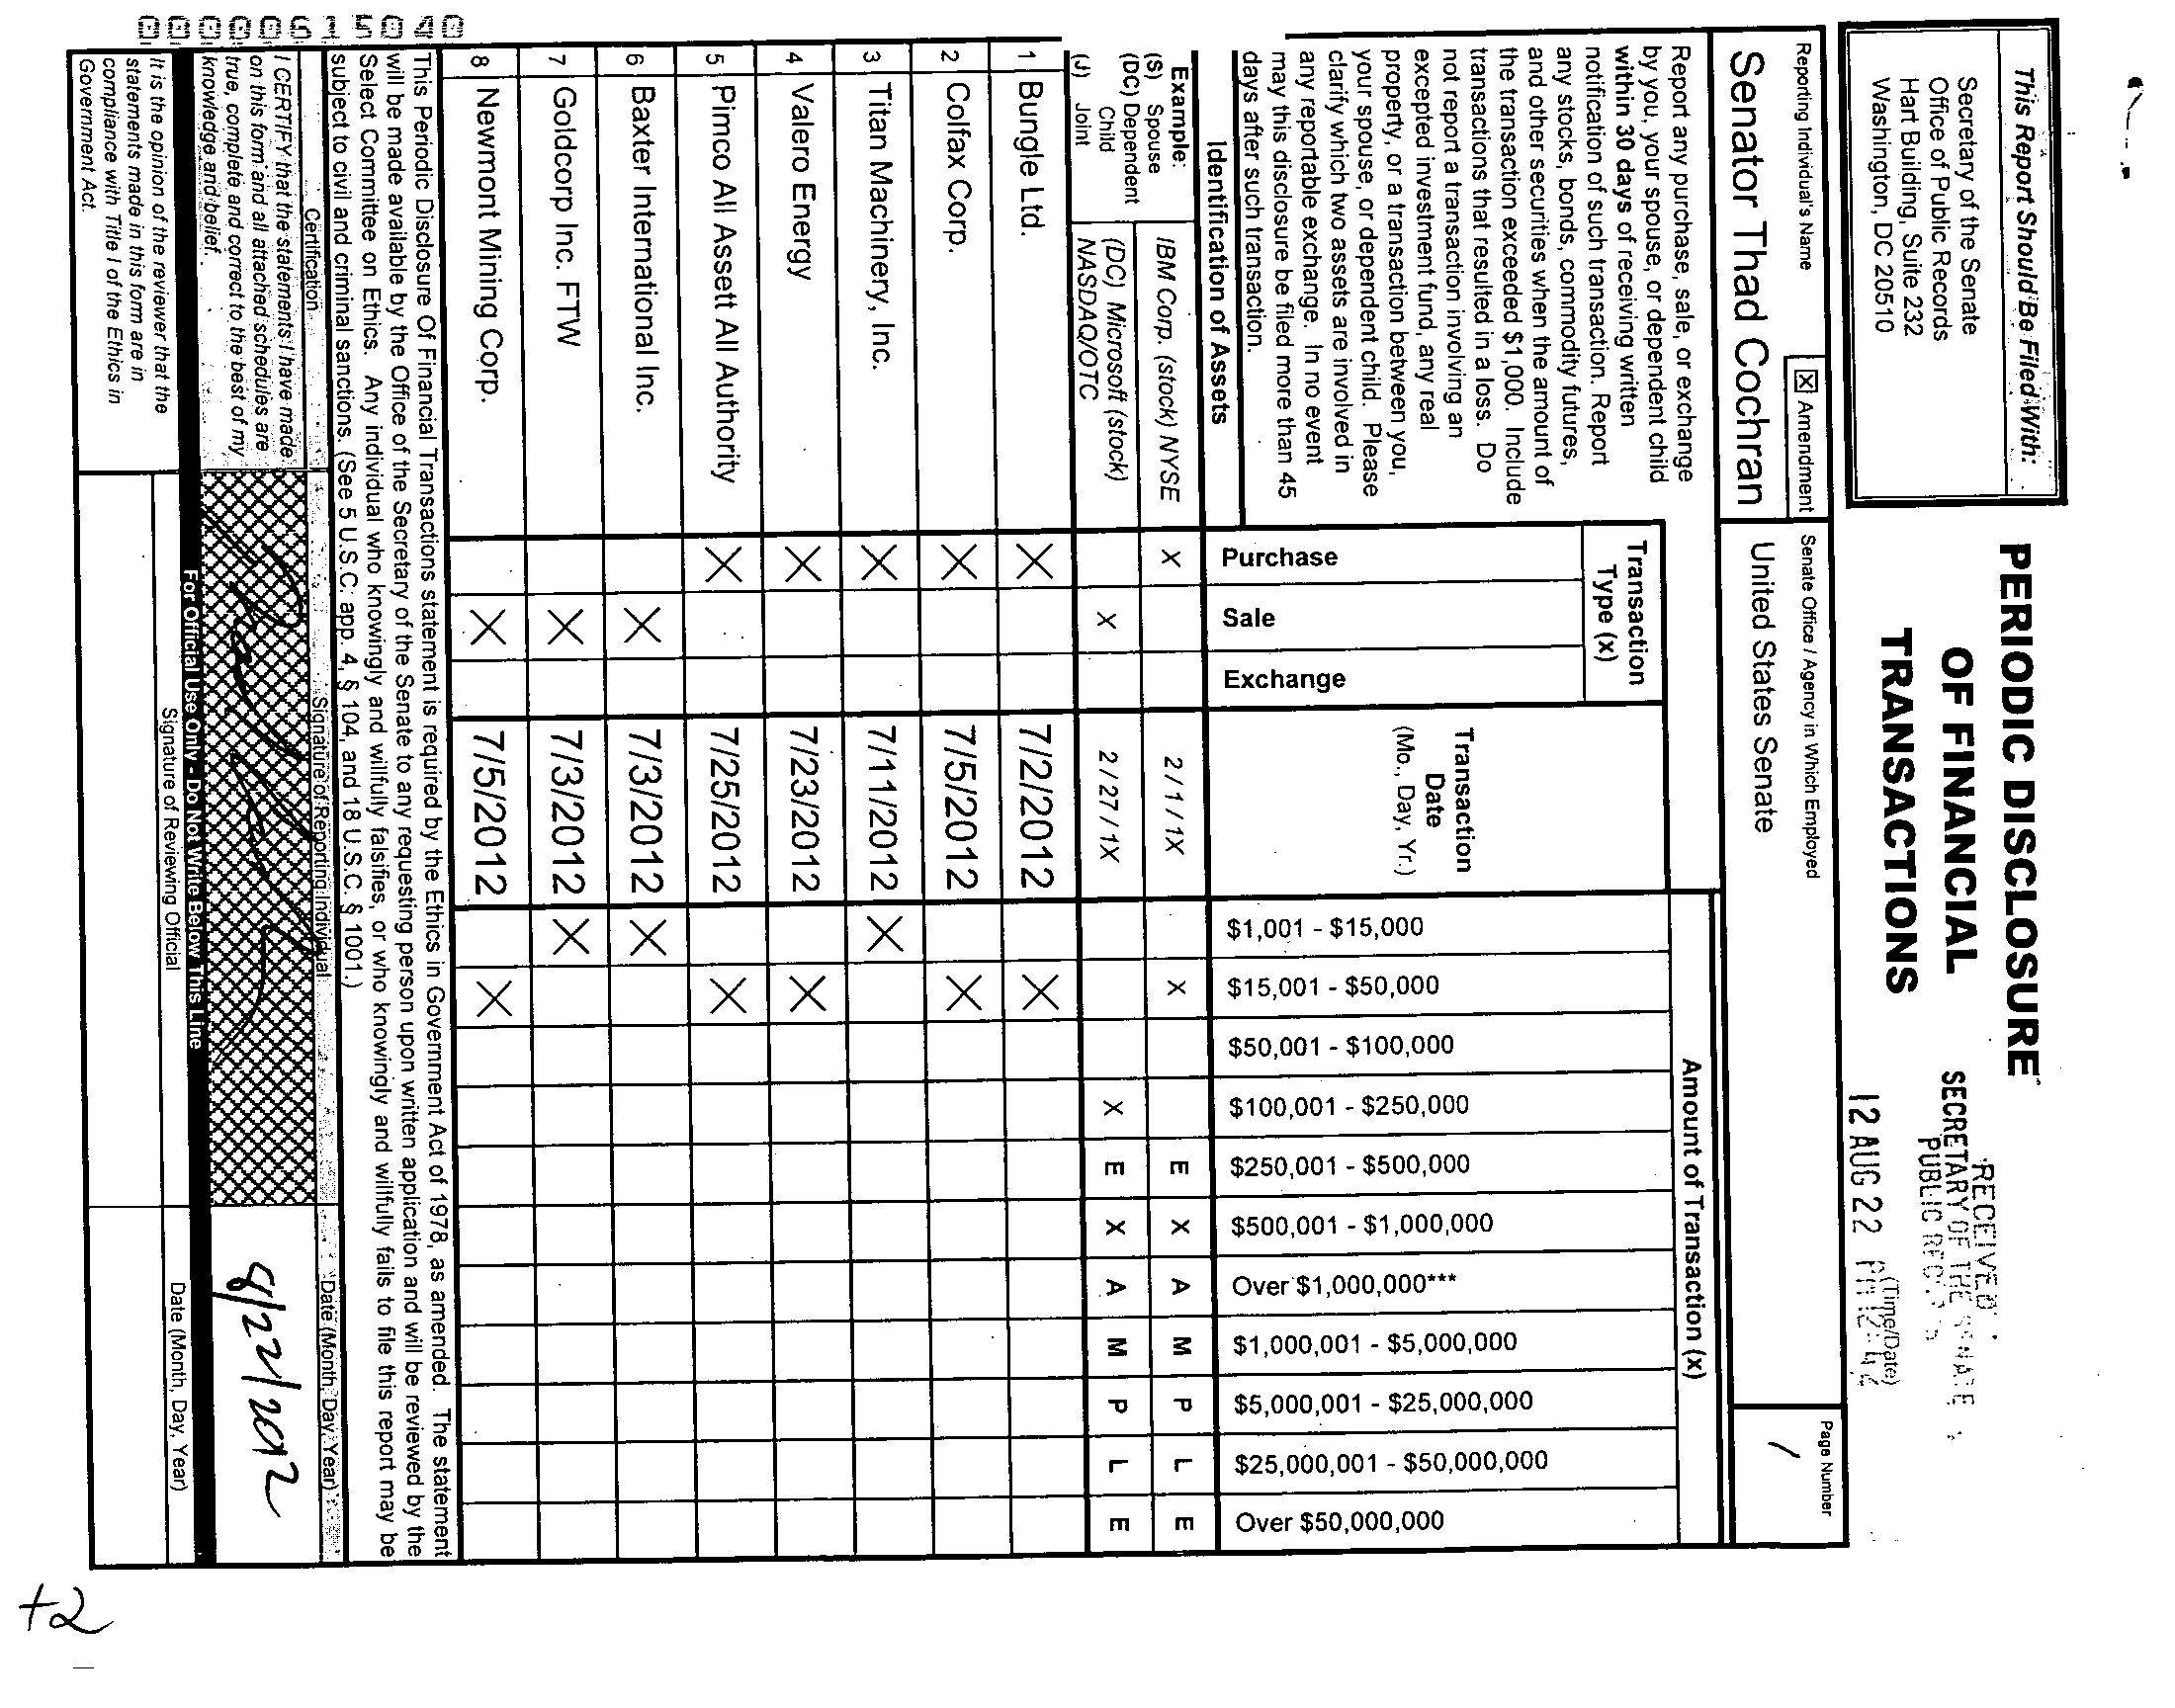 This Report Should Be Filed With:
Secretary of the Senate
Office of Public Records
Hart Building, Suite 232
Washington, DC 20510
PERIODIC DISCLOSURE
OF FINANCIAL
TRANSACTIONS
RECEIVED
SECRETARY OF THE SENATE
PUBLIC RECORDS
(Time/Date)
12 AUG 22 PM 12:44
Reporting Individual's Name
☒ Amendment
Senate Office / Agency in Which Employed
Page Number
Senator Thad Cochran
United States Senate
1
Report any purchase, sale, or exchange
by you, your spouse, or dependent child
within 30 days of receiving written
notification of such transaction. Report
any stocks, bonds, commodity futures,
and other securities when the amount of
the transaction exceeded $1,000. Include
transactions that resulted in a loss. Do
not report a transaction involving an
excepted investment fund, any real
property, or a transaction between you,
your spouse, or dependent child. Please
clarify which two assets are involved in
any reportable exchange. In no event
may this disclosure be filed more than 45
days after such transaction.
Transaction
Type (x)
Purchase
Sale
Exchange
Transaction
Date
(Mo., Day, Yr.)
Amount of Transaction (x)
$1,001 - $15,000
$15,001 - $50,000
$50,001 - $100,000
$100,001 - $250,000
$250,001 - $500,000
$500,001 - $1,000,000
Over $1,000,000***
$1,000,001 - $5,000,000
$5,000,001 - $25,000,000
$25,000,001 - $50,000,000
Over $50,000,000
Identification of Assets
Example:
(S) Spouse
(DC) Dependent
Child
(J) Joint
IBM Corp. (stock) NYSE X 2 / 1 / 1X X E X A M P L E
(DC) Microsoft (stock)
NASDAQ/OTC X 2 / 27 / 1X X E X A M P L E
1 Bungle Ltd. X 7/2/2012 X
2 Colfax Corp. X 7/5/2012 X
3 Titan Machinery, Inc. X 7/11/2012 X
4 Valero Energy X 7/23/2012 X
5 Pimco All Assett All Authority X 7/25/2012 X
6 Baxter International Inc. X 7/3/2012 X
7 Goldcorp Inc. FTW X 7/3/2012 X
8 Newmont Mining Corp. X 7/5/2012 X
This Periodic Disclosure Of Financial Transactions statement is required by the Ethics in Government Act of 1978, as amended. The statement
will be made available by the Office of the Secretary of the Senate to any requesting person upon written application and will be reviewed by the
Select Committee on Ethics. Any individual who knowingly and willfully falsifies, or who knowingly and willfully fails to file this report may be
subject to civil and criminal sanctions. (See 5 U.S.C. app. 4, § 104, and 18 U.S.C. § 1001.)
Certification
Signature of Reporting Individual
Date (Month, Day, Year)
I CERTIFY that the statements I have made
on this form and all attached schedules are
true, complete and correct to the best of my
knowledge and belief.
8/22/2012
For Official Use Only - Do Not Write Below This Line
It is the opinion of the reviewer that the
statements made in this form are in
compliance with Title I of the Ethics in
Government Act.
Signature of Reviewing Official
Date (Month, Day, Year)
00000615040
+2